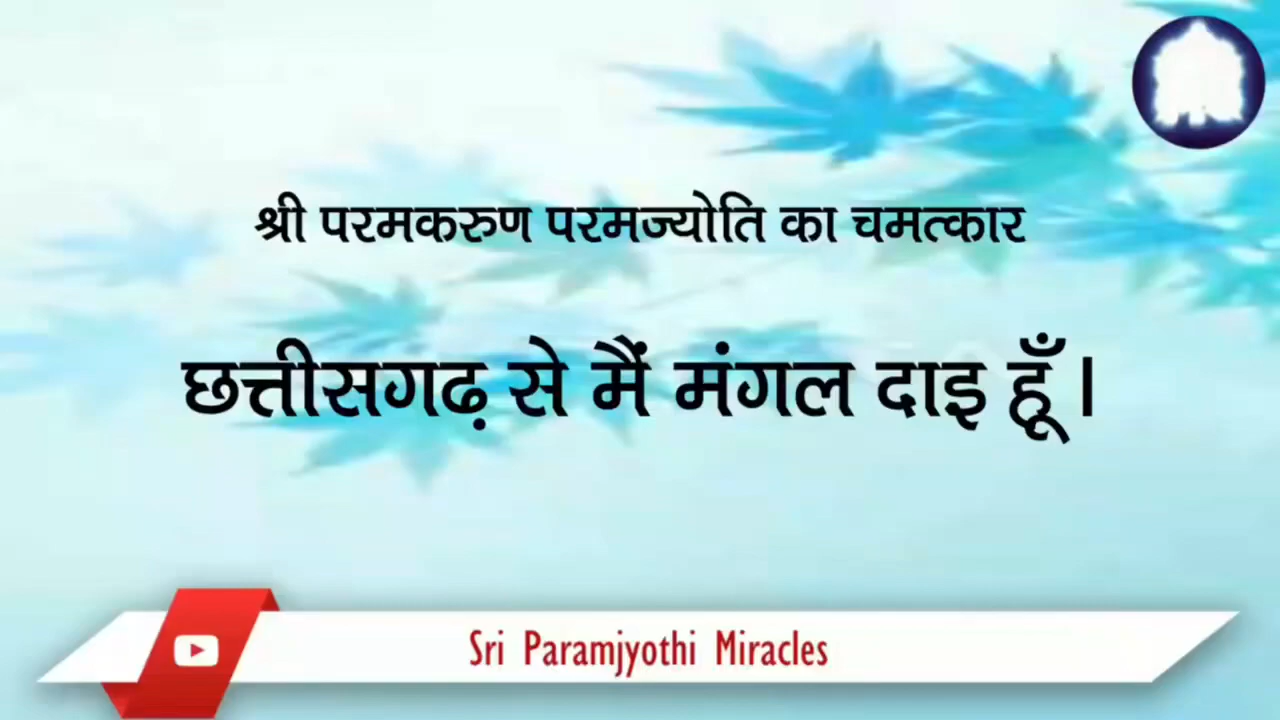 श्री परमकरुण परमज्योति का चमत्कार
छत्तीसगढ़ से मैं मंगल दाइ हूँ।
Sri Paramjyothi Miracles